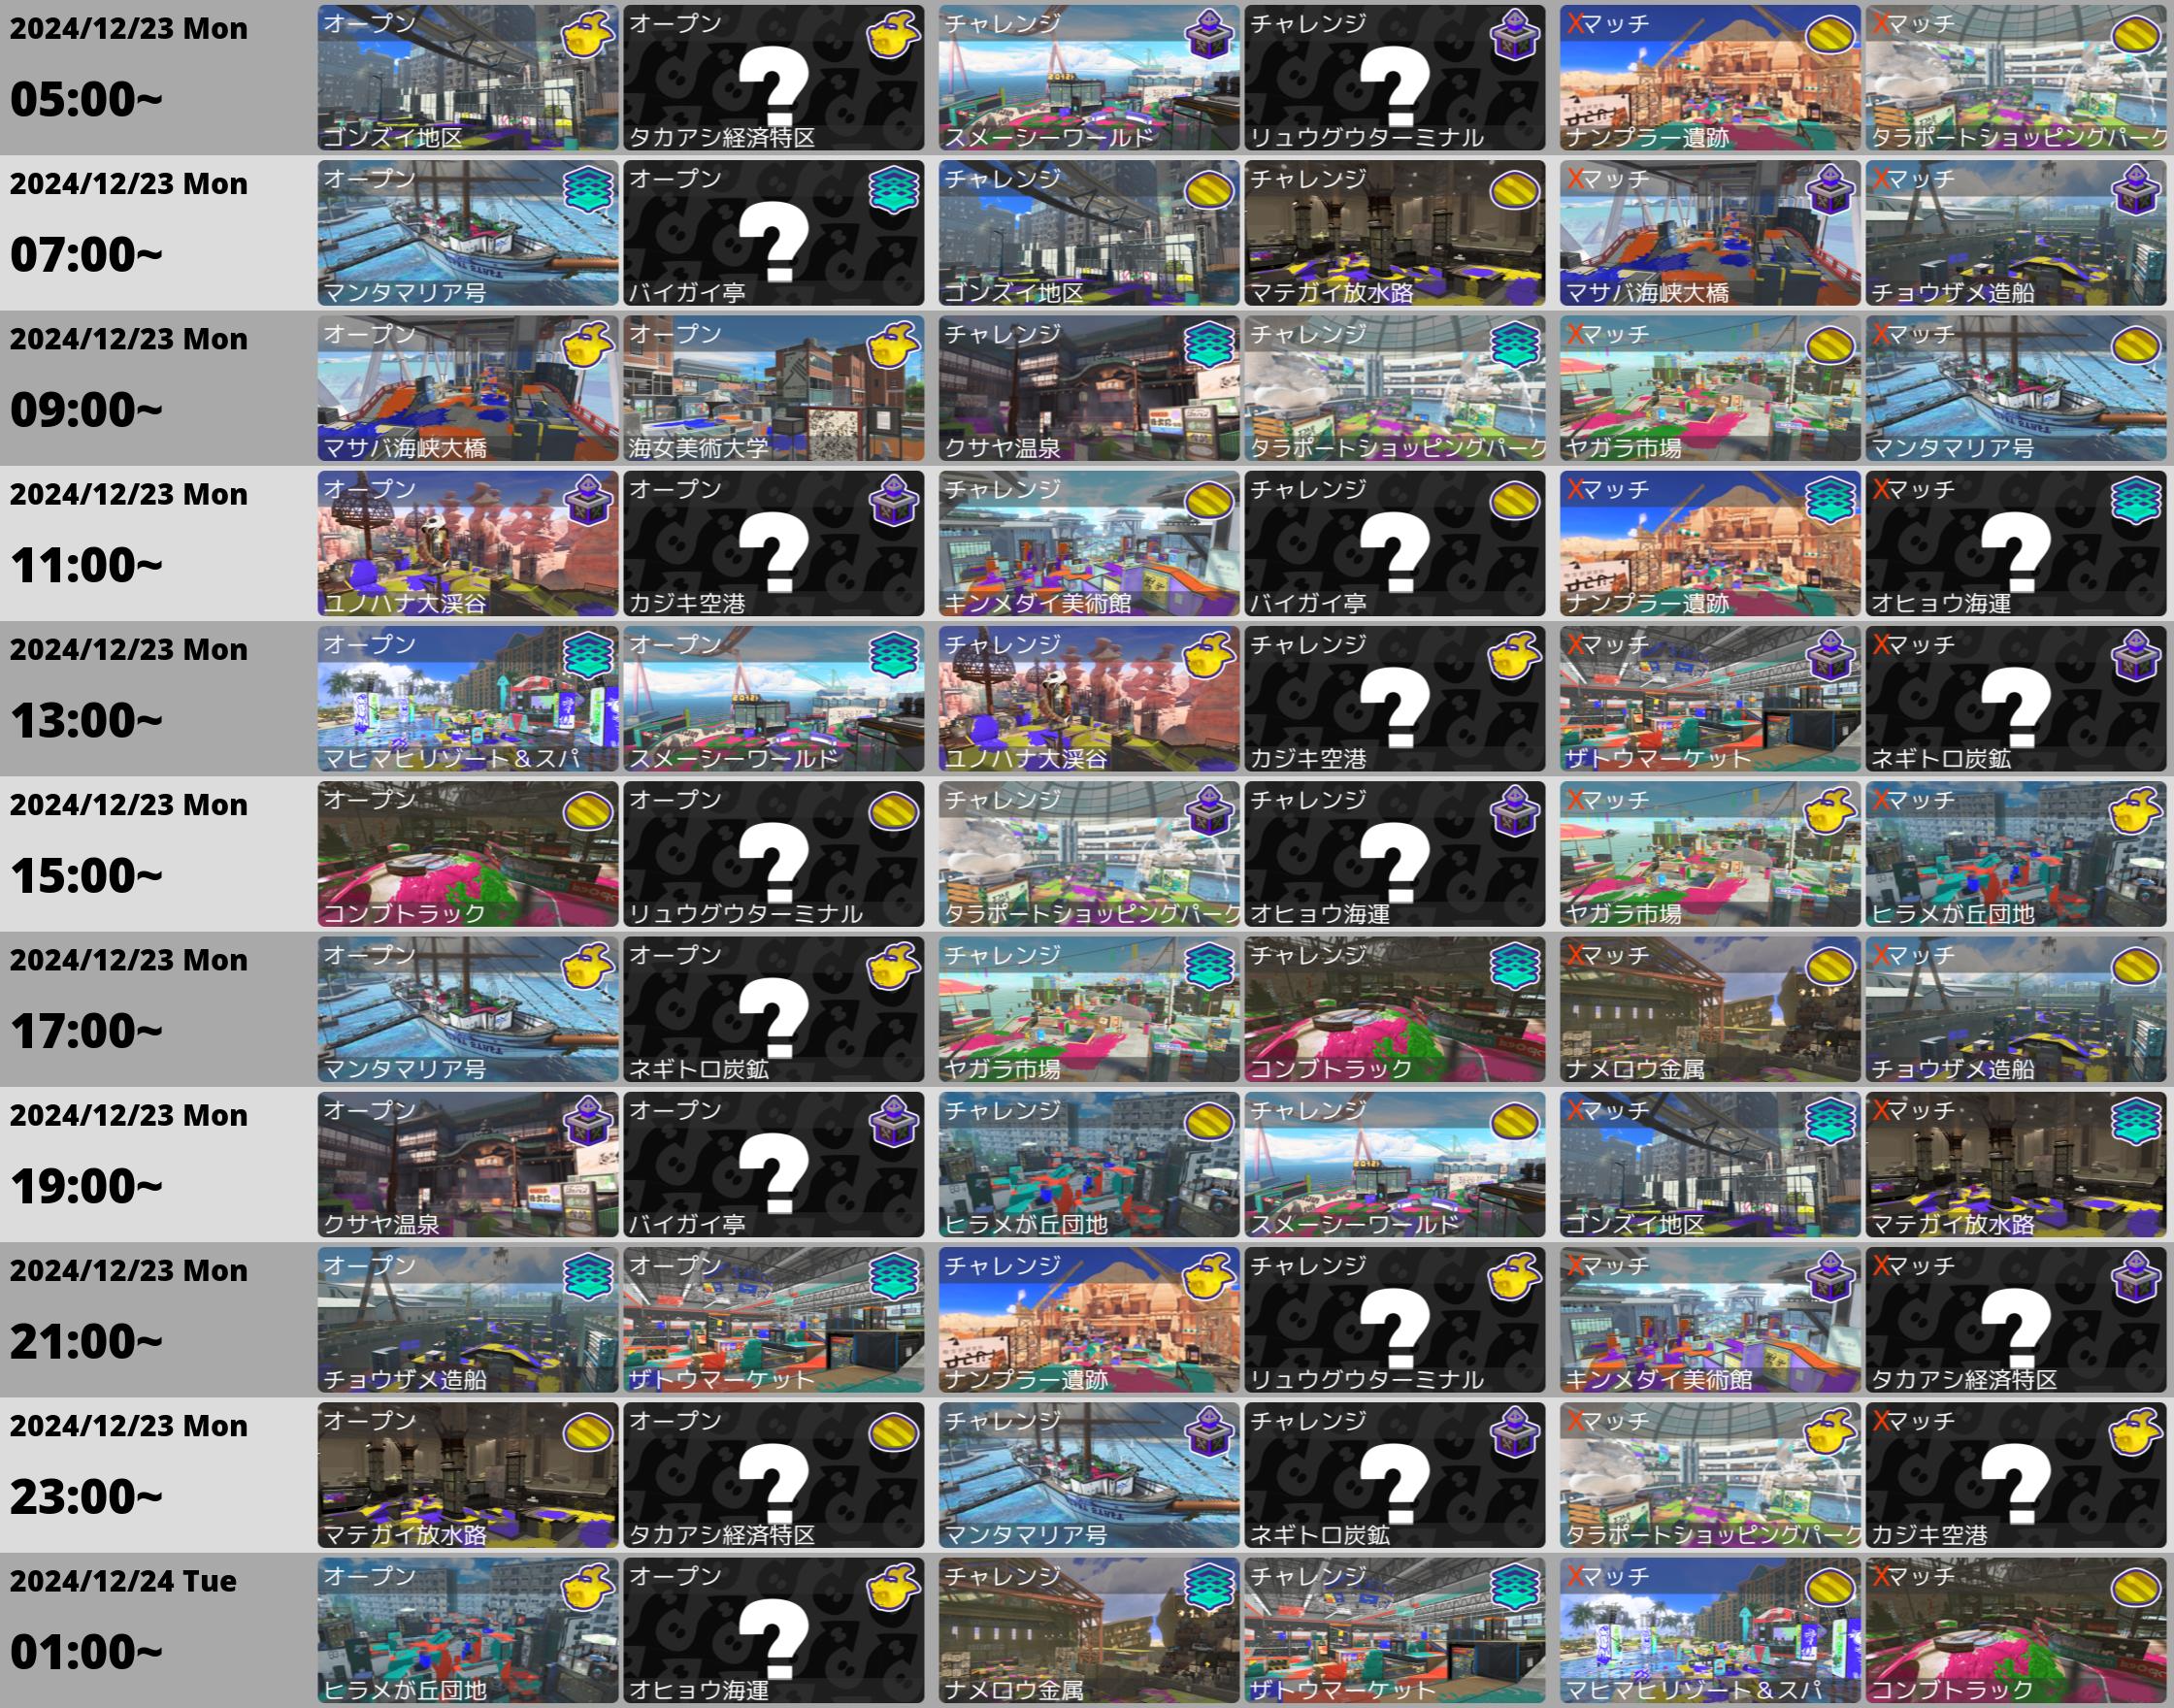 2024/12/23 Mon
05:00~
オープン
ゴンズイ地区
オープン
タカアシ経済特区
チャレンジ
スメーシーワールド
チャレンジ
リュウグウターミナル
Xマッチ
ナンプラー遺跡
Xマッチ
タラポートショッピングパーク
2024/12/23 Mon
07:00~
オープン
マンタマリア号
オープン
バイガイ亭
チャレンジ
ゴンズイ地区
チャレンジ
マテガイ放水路
Xマッチ
マサバ海峡大橋
Xマッチ
チョウザメ造船
2024/12/23 Mon
09:00~
オープン
マサバ海峡大橋
オープン
海女美術大学
チャレンジ
クサヤ温泉
チャレンジ
タラポートショッピングパーク
Xマッチ
ヤガラ市場
Xマッチ
マンタマリア号
2024/12/23 Mon
11:00~
オープン
ユノハナ大渓谷
オープン
カジキ空港
チャレンジ
キンメダイ美術館
チャレンジ
バイガイ亭
Xマッチ
ナンプラー遺跡
Xマッチ
オヒョウ海運
2024/12/23 Mon
13:00~
オープン
マヒマヒリゾート＆スパ
オープン
スメーシーワールド
チャレンジ
ユノハナ大渓谷
チャレンジ
カジキ空港
Xマッチ
ザトウマーケット
Xマッチ
ネギトロ炭鉱
2024/12/23 Mon
15:00~
オープン
コンブトラック
オープン
リュウグウターミナル
チャレンジ
タラポートショッピングパーク
チャレンジ
オヒョウ海運
Xマッチ
ヤガラ市場
Xマッチ
ヒラメが丘団地
2024/12/23 Mon
17:00~
オープン
マンタマリア号
オープン
ネギトロ炭鉱
チャレンジ
ヤガラ市場
チャレンジ
コンブトラック
Xマッチ
ナメロウ金属
Xマッチ
チョウザメ造船
2024/12/23 Mon
19:00~
オープン
クサヤ温泉
オープン
バイガイ亭
チャレンジ
ヒラメが丘団地
チャレンジ
スメーシーワールド
Xマッチ
ゴンズイ地区
Xマッチ
マテガイ放水路
2024/12/23 Mon
21:00~
オープン
チョウザメ造船
オープン
ザトウマーケット
チャレンジ
ナンプラー遺跡
チャレンジ
リュウグウターミナル
Xマッチ
キンメダイ美術館
Xマッチ
タカアシ経済特区
2024/12/23 Mon
23:00~
オープン
マテガイ放水路
オープン
タカアシ経済特区
チャレンジ
マンタマリア号
チャレンジ
ネギトロ炭鉱
Xマッチ
タラポートショッピングパーク
Xマッチ
カジキ空港
2024/12/24 Tue
01:00~
オープン
ヒラメが丘団地
オープン
オヒョウ海運
チャレンジ
ナメロウ金属
チャレンジ
ザトウマーケット
Xマッチ
マヒマヒリゾート＆スパ
Xマッチ
コンブトラック